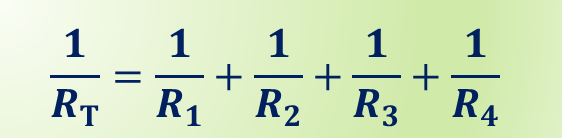 1/R_T = 1/R_1 + 1/R_2 + 1/R_3 + 1/R_4